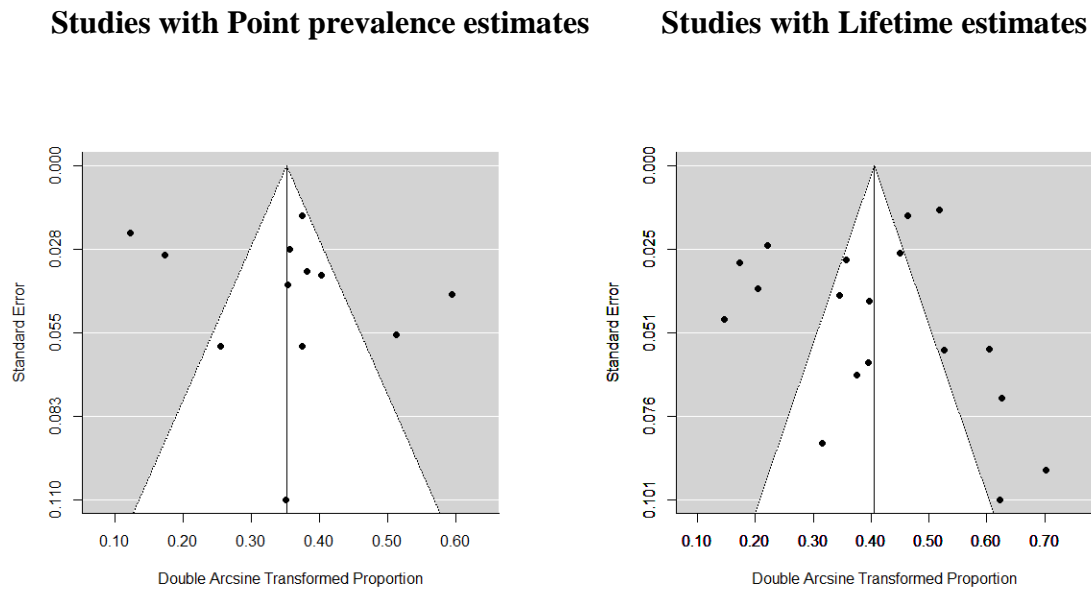 Studies with Point prevalence estimates
Studies with Lifetime estimates
0.000
0.028
0.055
0.083
0.110
Standard Error
0.10 0.20 0.30 0.40 0.50 0.60
Double Arcsine Transformed Proportion
0.000
0.025
0.051
0.076
0.101
Standard Error
0.10 0.20 0.30 0.40 0.50 0.60 0.70
Double Arcsine Transformed Proportion